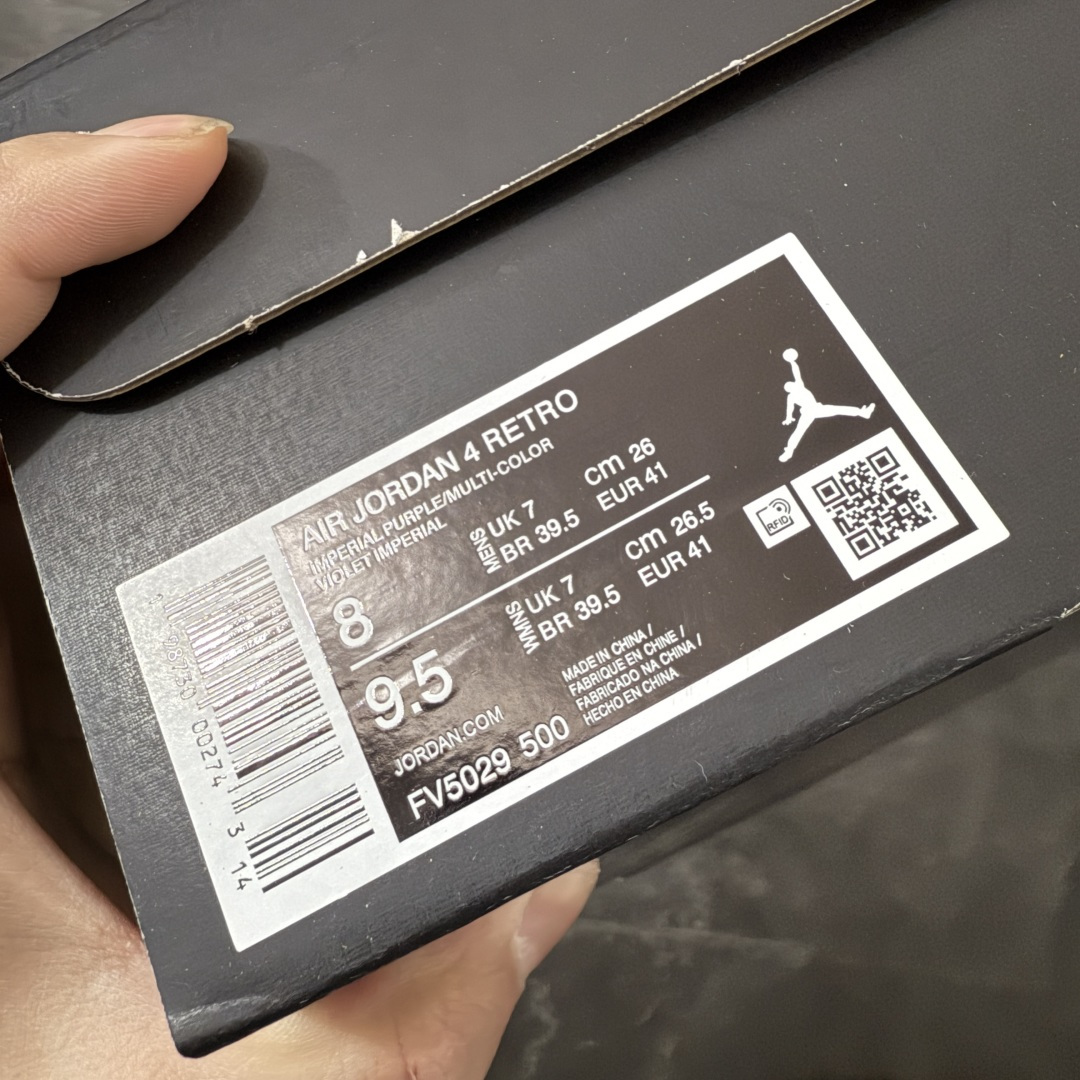 AIR JORDAN 4 RETRO
IMPERIAL PURPLE/MULTI-COLOR
VIOLET IMPERIAL
8
MENS
UK 7
cm 26
BR 39.5
EUR 41
9.5
WMNS
UK 7
cm 26.5
BR 39.5
EUR 41
JORDAN.COM
FV5029 500
MADE IN CHINA /
FABRIQUE EN CHINE /
FABRICADO NA CHINA /
HECHO EN CHINA
RFID
00274 3 14